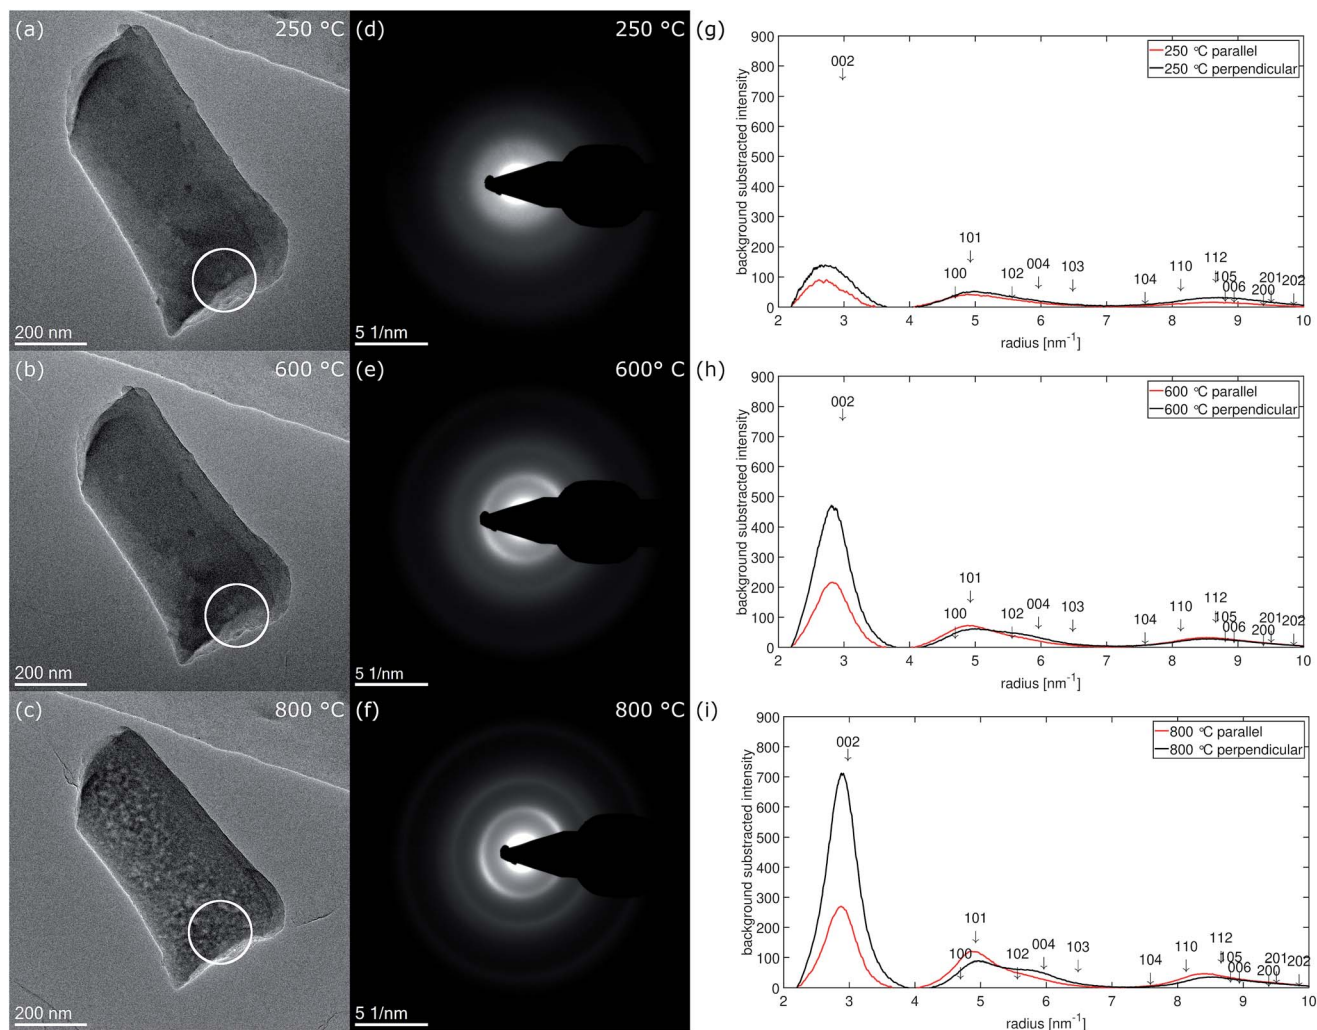 (a) 250 °C
200 nm
(d) 250 °C
5 1/nm
(g)
250 °C parallel
250 °C perpendicular
background substracted intensity
900
800
700
600
500
400
300
200
100
0
002
101
100
102
004
103
104
110
112
105
006
200
201
202
2 3 4 5 6 7 8 9 10
radius [nm-1]
(b) 600 °C
200 nm
(e) 600° C
5 1/nm
(h)
600 °C parallel
600 °C perpendicular
background substracted intensity
900
800
700
600
500
400
300
200
100
0
002
101
100
102
004
103
104
110
112
105
006
200
201
202
2 3 4 5 6 7 8 9 10
radius [nm-1]
(c) 800 °C
200 nm
(f) 800 °C
5 1/nm
(i)
800 °C parallel
800 °C perpendicular
background substracted intensity
900
800
700
600
500
400
300
200
100
0
002
101
100
102
004
103
104
110
112
105
006
200
201
202
2 3 4 5 6 7 8 9 10
radius [nm-1]